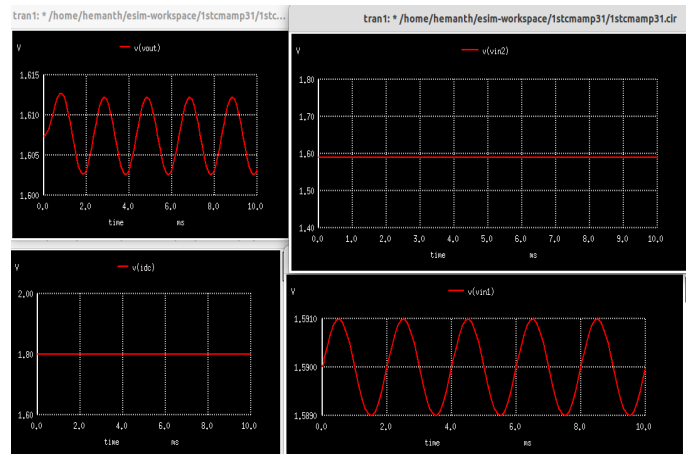 tran1: * /home/hemanth/esim-workspace/1stcmamp31/1stc...
V
v(vout)
1.615
1.610
1.605
1.600
0.0 2.0 4.0 6.0 8.0 10.0
time ms
tran1: * /home/hemanth/esim-workspace/1stcmamp31/1stcmamp31.cir
V
v(vin2)
1.80
1.70
1.60
1.50
1.40
0.0 1.0 2.0 3.0 4.0 5.0 6.0 7.0 8.0 9.0 10.0
time ms
V
v(idc)
2.00
1.80
1.60
0.0 2.0 4.0 6.0 8.0 10.0
time ms
V
v(vin1)
1.5910
1.5900
1.5890
0.0 2.0 4.0 6.0 8.0 10.0
time ms